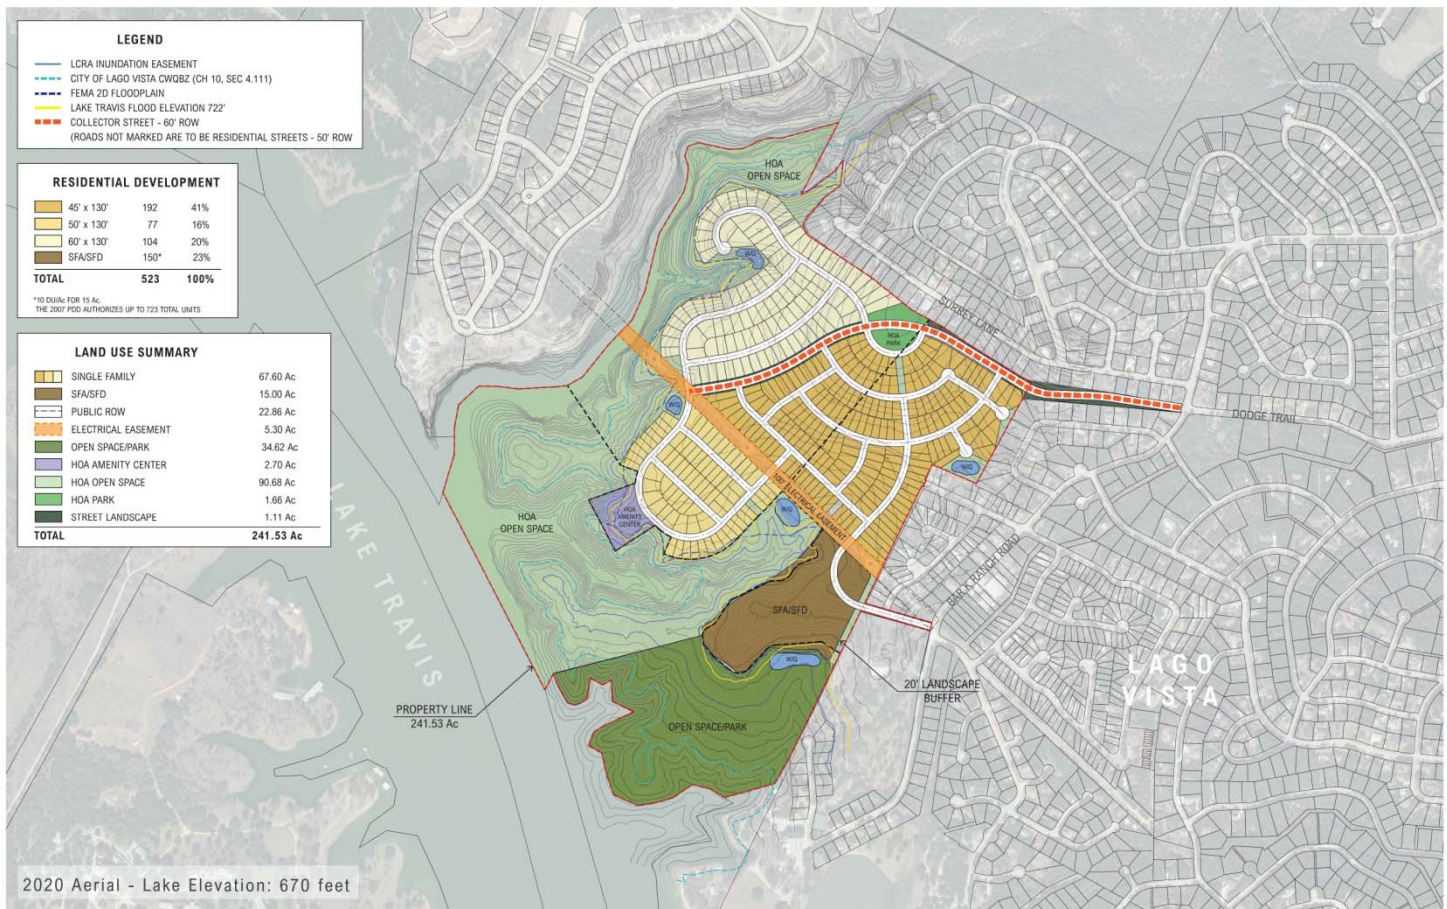 LEGEND
LCRA INUNDATION EASEMENT
CITY OF LAGO VISTA CWQBZ (CH 10, SEC 4.111)
FEMA 2D FLOODPLAIN
LAKE TRAVIS FLOOD ELEVATION 722'
COLLECTOR STREET - 60' ROW
(ROADS NOT MARKED ARE TO BE RESIDENTIAL STREETS - 50' ROW
RESIDENTIAL DEVELOPMENT
45' x 130' 192 41%
50' x 130' 77 16%
60' x 130' 104 20%
SFA/SFD 150* 23%
TOTAL 523 100%
*10 DU/Ac FOR 15 Ac.
THE 2007 PDD AUTHORIZES UP TO 723 TOTAL UNITS
LAND USE SUMMARY
SINGLE FAMILY 67.60 Ac
SFA/SFD 15.00 Ac
PUBLIC ROW 22.86 Ac
ELECTRICAL EASEMENT 5.30 Ac
OPEN SPACE/PARK 34.62 Ac
HOA AMENITY CENTER 2.70 Ac
HOA OPEN SPACE 90.68 Ac
HOA PARK 1.66 Ac
STREET LANDSCAPE 1.11 Ac
TOTAL 241.53 Ac
HOA
OPEN SPACE
W/Q
SURREY LANE
HOA
PARK
DODGE TRAIL
W/Q
W/Q
100' ELECTRICAL EASEMENT
HOA
AMENITY
CENTER
W/Q
HOA
OPEN SPACE
BAR K RANCH ROAD
SFA/SFD
W/Q
LAKE TRAVIS
LAGO
VISTA
20' LANDSCAPE
BUFFER
PROPERTY LINE
241.53 Ac
OPEN SPACE/PARK
2020 Aerial - Lake Elevation: 670 feet